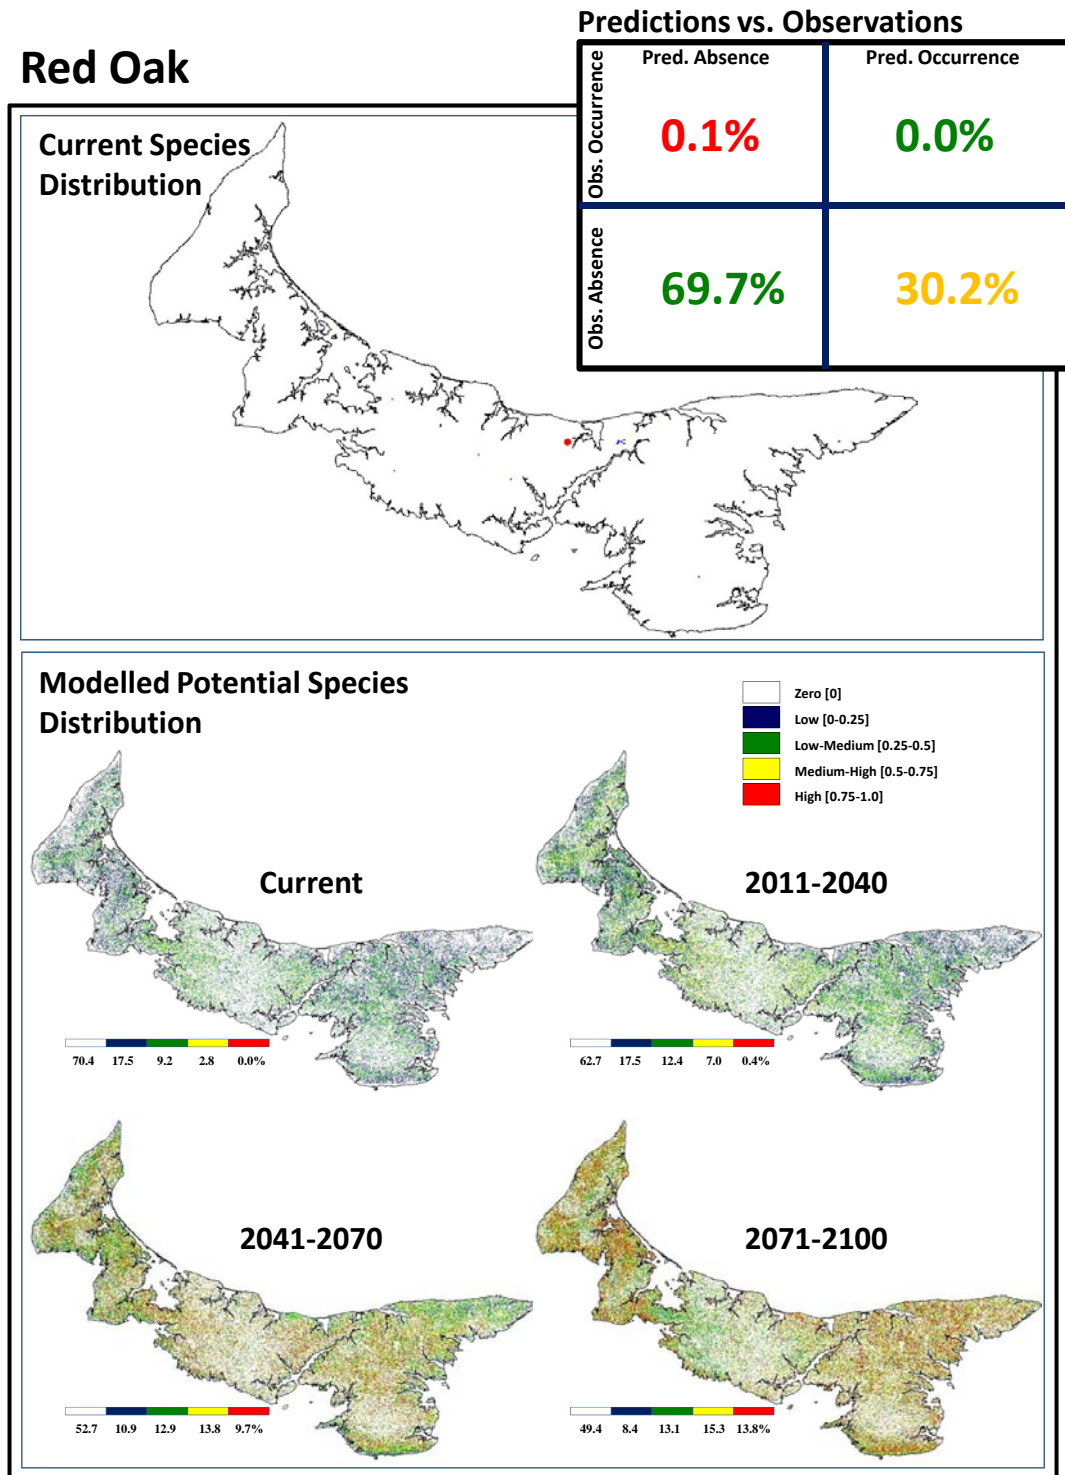 Red Oak
Predictions vs. Observations
Pred. Absence
Pred. Occurrence
Obs. Occurrence
0.1%
0.0%
Obs. Absence
69.7%
30.2%
Current Species
Distribution
Modelled Potential Species
Distribution
Zero [0]
Low [0-0.25]
Low-Medium [0.25-0.5]
Medium-High [0.5-0.75]
High [0.75-1.0]
Current
70.4 17.5 9.2 2.8 0.0%
2011-2040
62.7 17.5 12.4 7.0 0.4%
2041-2070
52.7 10.9 12.9 13.8 9.7%
2071-2100
49.4 8.4 13.1 15.3 13.8%